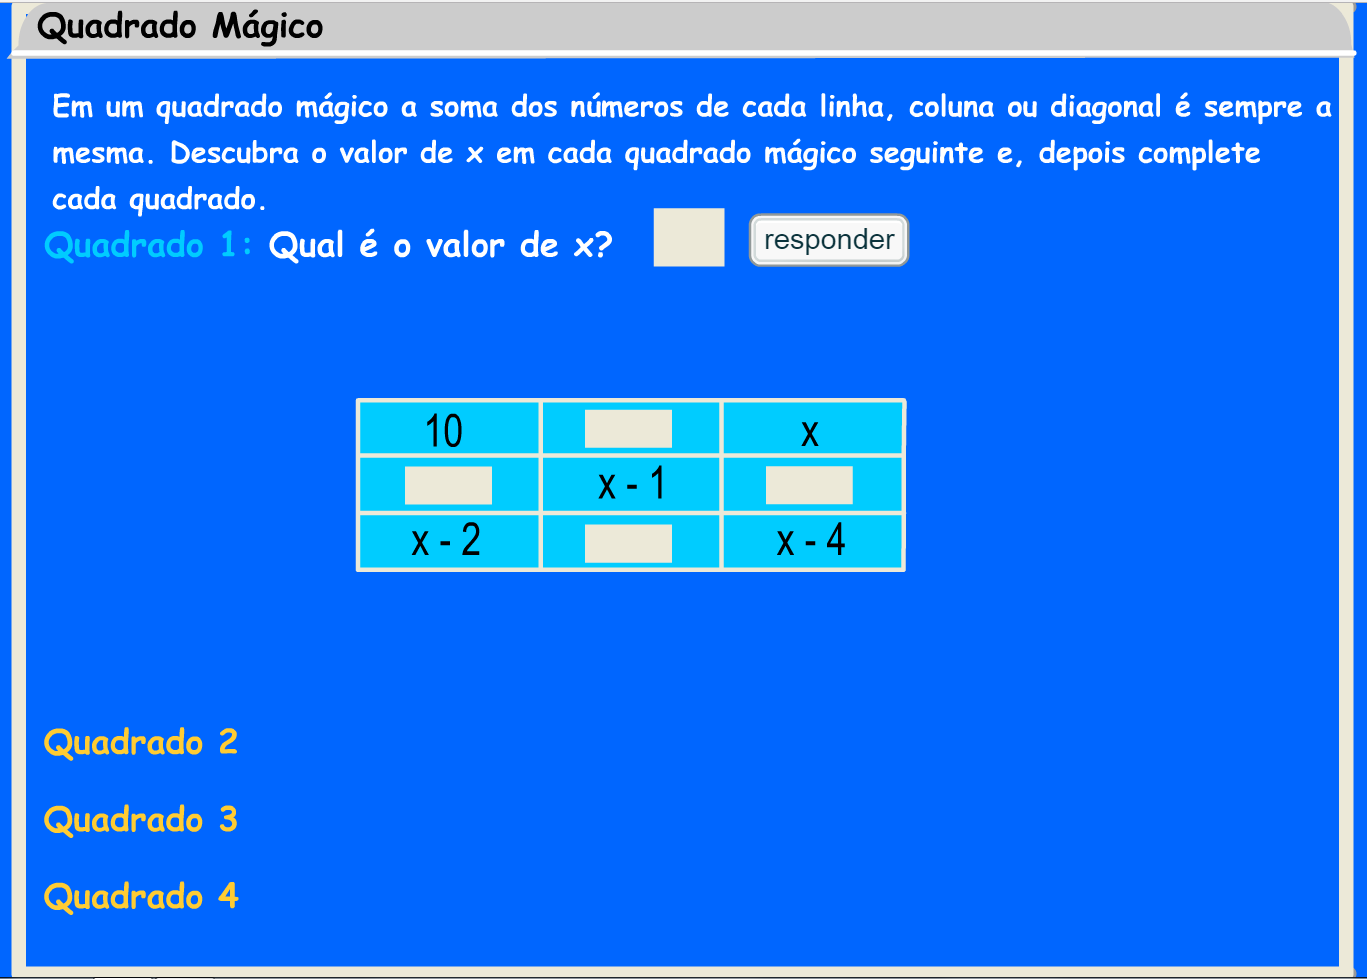 Quadrado Mágico
Em um quadrado mágico a soma dos números de cada linha, coluna ou diagonal é sempre a
mesma. Descubra o valor de x em cada quadrado mágico seguinte e, depois complete
cada quadrado.
Quadrado 1: Qual é o valor de x? responder
10 x
x - 1
x - 2 x - 4
Quadrado 2
Quadrado 3
Quadrado 4